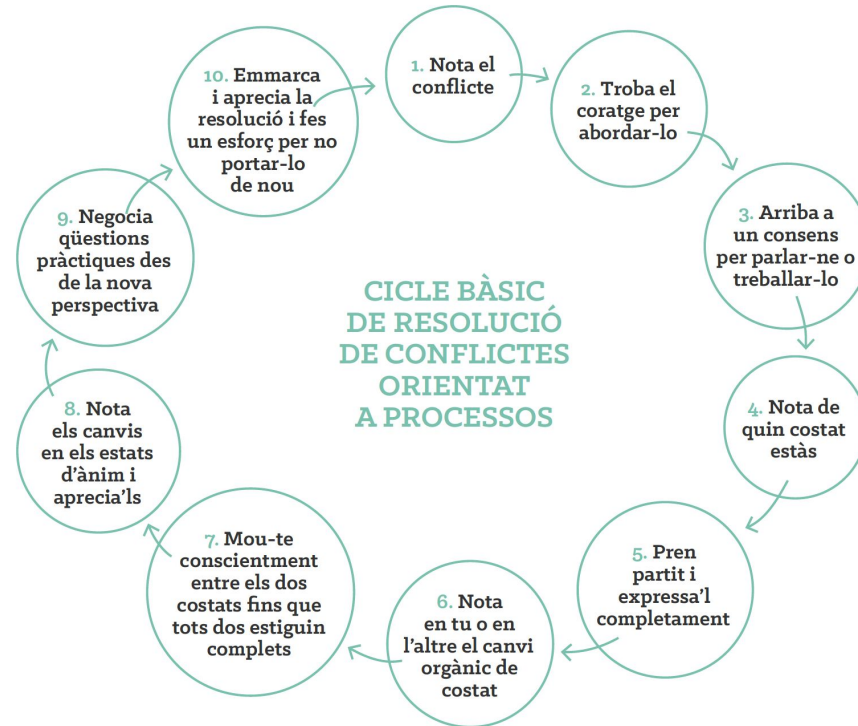 1. Nota el
conflicte
2. Troba el
coratge per
abordar-lo
3. Arriba a
un consens
per parlar-ne o
treballar-lo
4. Nota de
quin costat
estàs
5. Pren
partit i
expressa’l
completament
6. Nota
en tu o en
l’altre el canvi
orgànic de
costat
7. Mou-te
conscientment
entre els dos
costats fins que
tots dos estiguin
complets
8. Nota
els canvis
en els estats
d’ànim i
aprecia’ls
9. Negocia
qüestions
pràctiques des
de la nova
perspectiva
10. Emmarca
i aprecia la
resolució i fes
un esforç per no
portar-lo
de nou
CICLE BÀSIC
DE RESOLUCIÓ
DE CONFLICTES
ORIENTAT
A PROCESSOS